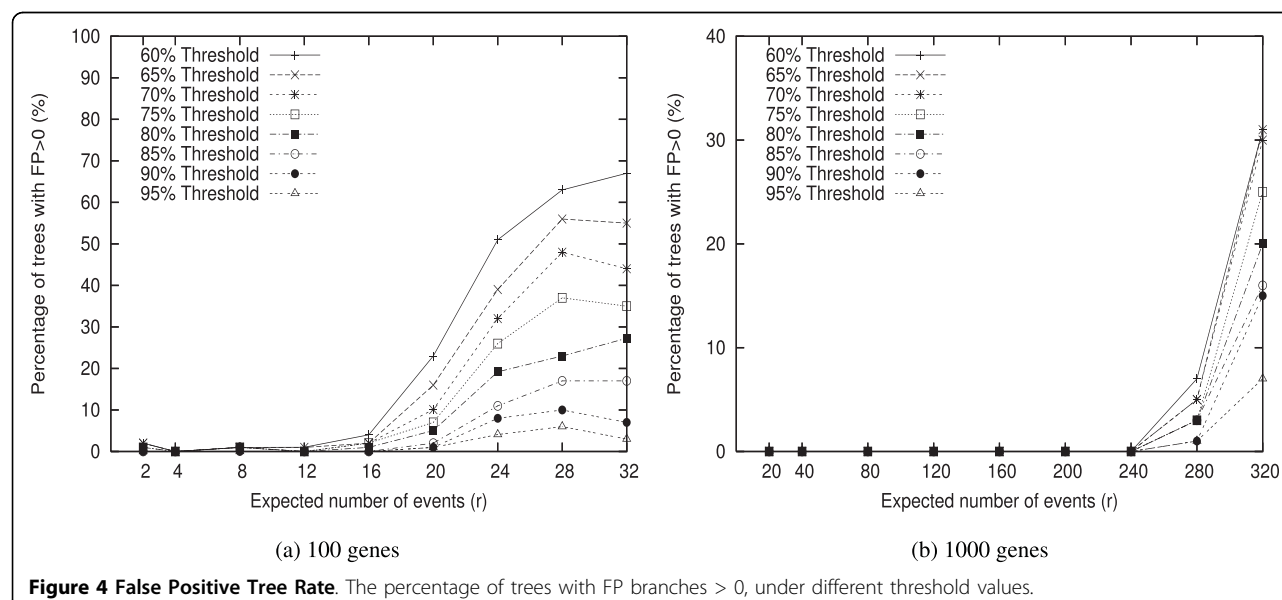 100
90
80
70
60
50
40
30
20
10
0
Percentage of trees with FP>0 (%)
60% Threshold
65% Threshold
70% Threshold
75% Threshold
80% Threshold
85% Threshold
90% Threshold
95% Threshold
2 4 8 12 16 20 24 28 32
Expected number of events (r)
(a) 100 genes
40
30
20
10
0
Percentage of trees with FP>0 (%)
60% Threshold
65% Threshold
70% Threshold
75% Threshold
80% Threshold
85% Threshold
90% Threshold
95% Threshold
20 40 80 120 160 200 240 280 320
Expected number of events (r)
(b) 1000 genes
Figure 4 False Positive Tree Rate. The percentage of trees with FP branches > 0, under different threshold values.